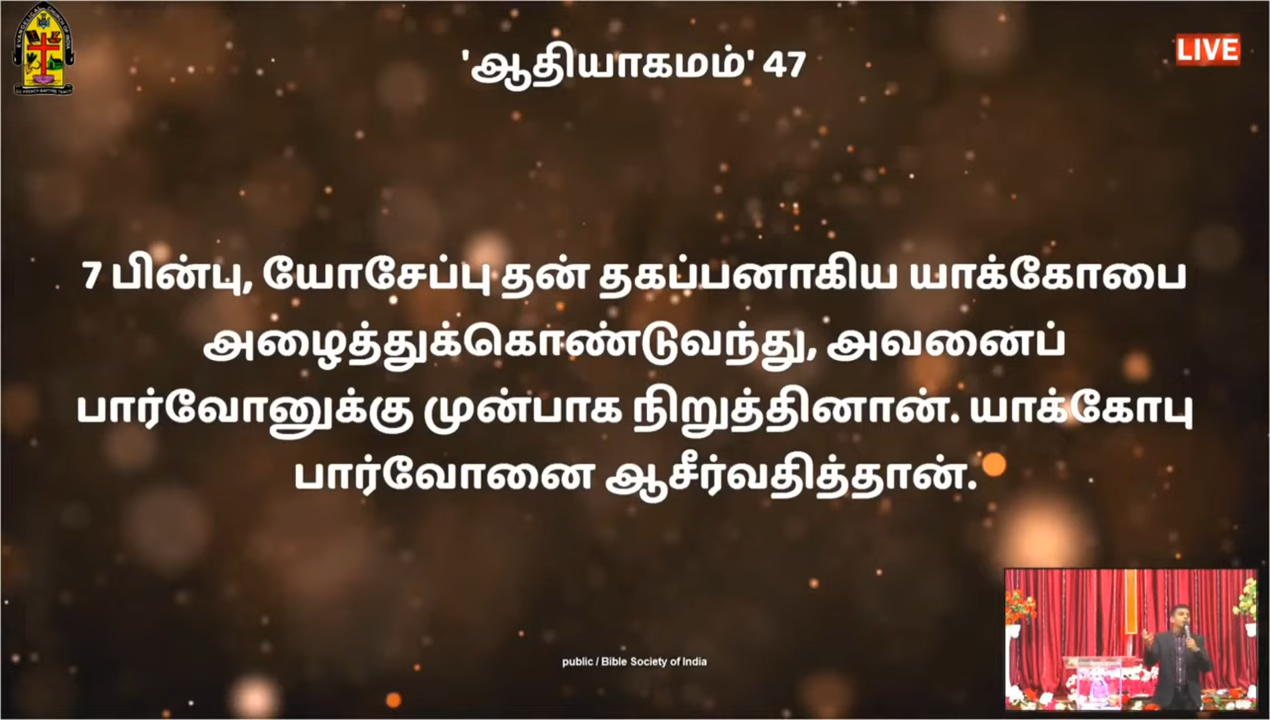 'ஆதியாகமம்' 47
LIVE
7 பின்பு, யோசேப்பு தன் தகப்பனாகிய யாக்கோபை
அழைத்துக்கொண்டுவந்து, அவனைப்
பார்வோனுக்கு முன்பாக நிறுத்தினான். யாக்கோபு
பார்வோனை ஆசீர்வதித்தான்.
public / Bible Society of India